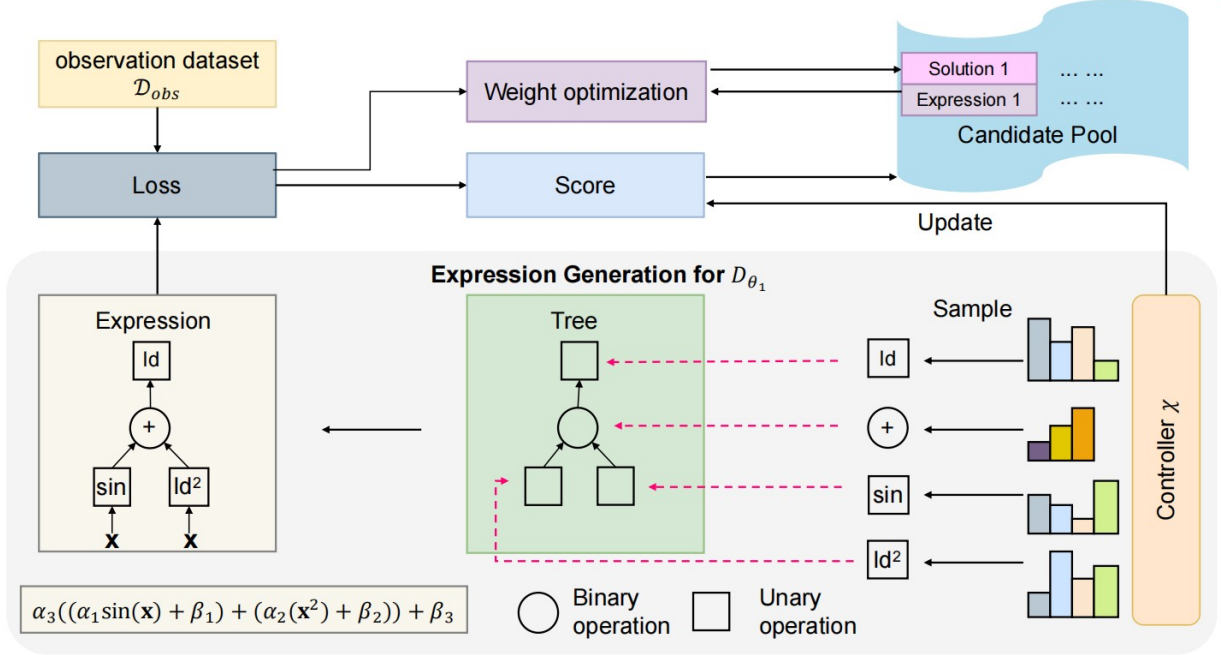 observation dataset
𝒟_obs
Weight optimization
Solution 1
... ...
Expression 1
... ...
Candidate Pool
Loss
Score
Update
Expression Generation for D_θ₁
Expression
Tree
Sample
Id
Id
+
+
sin
Id²
sin
x
x
Id²
Controller χ
α₃((α₁sin(x) + β₁) + (α₂(x²) + β₂)) + β₃
Binary
operation
Unary
operation